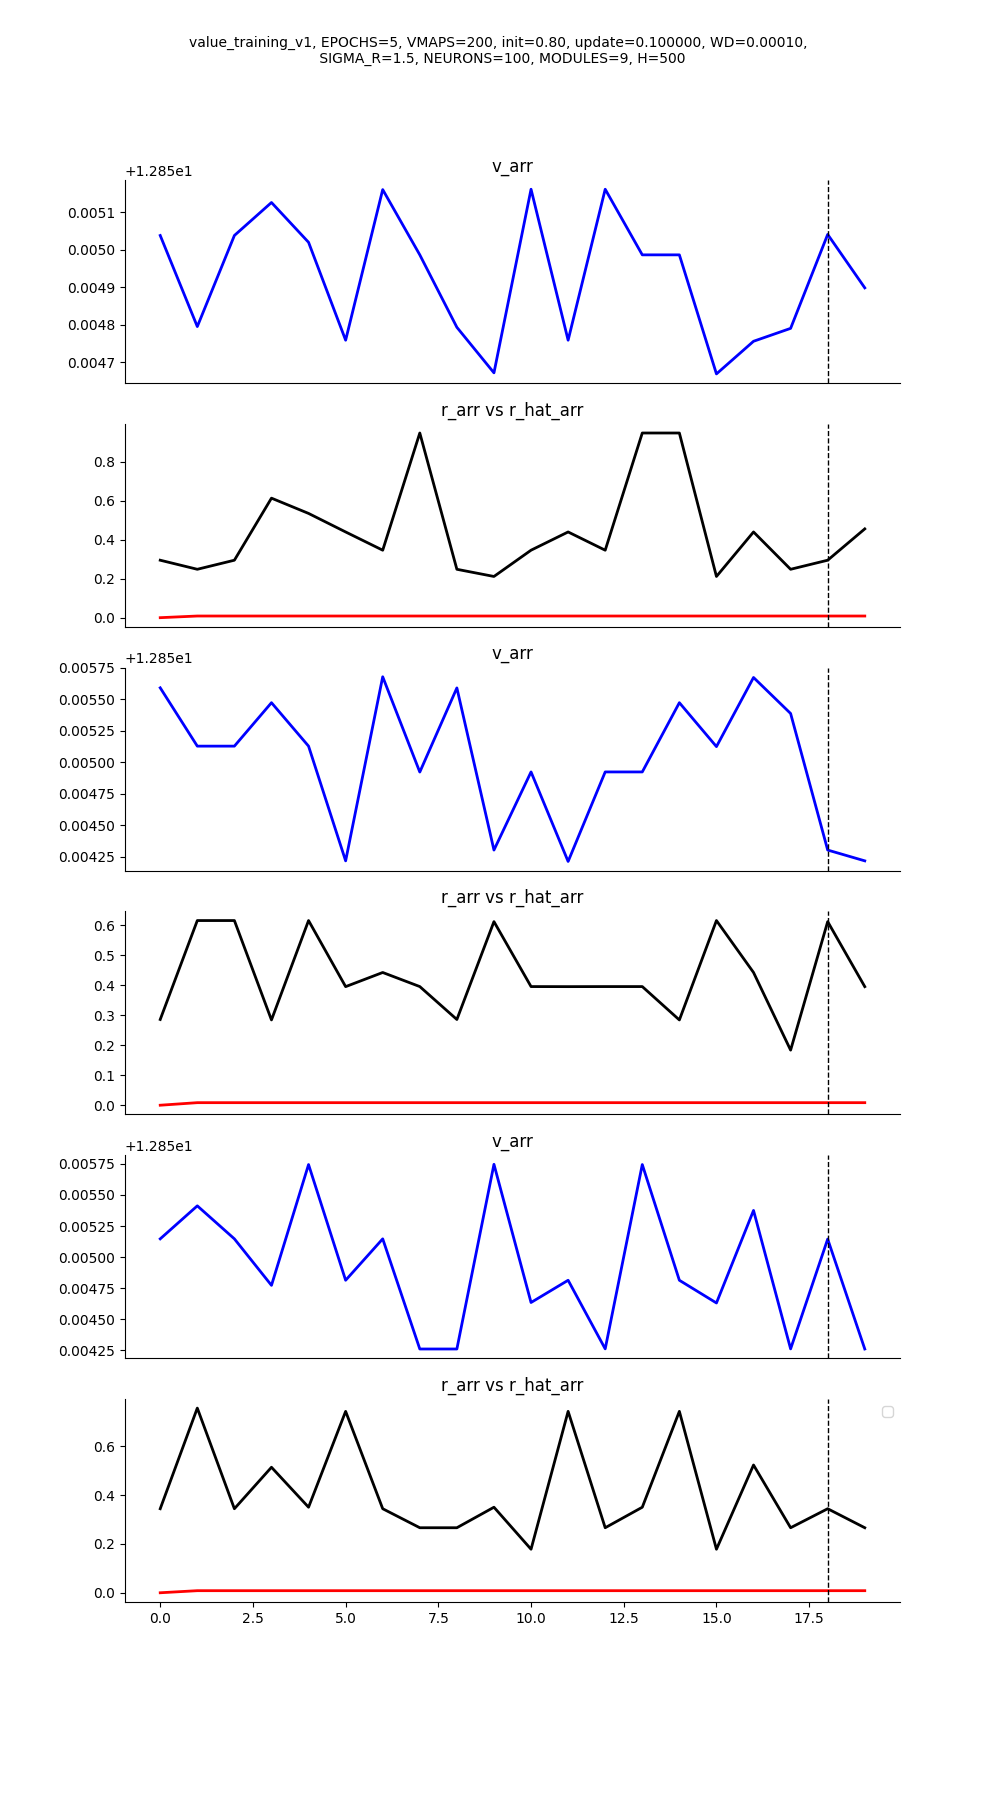 value_training_v1, EPOCHS=5, VMAPS=200, init=0.80, update=0.100000, WD=0.00010,
SIGMA_R=1.5, NEURONS=100, MODULES=9, H=500
+1.285e1
v_arr
0.0051
0.0050
0.0049
0.0048
0.0047
r_arr vs r_hat_arr
0.8
0.6
0.4
0.2
0.0
+1.285e1
v_arr
0.00575
0.00550
0.00525
0.00500
0.00475
0.00450
0.00425
r_arr vs r_hat_arr
0.6
0.5
0.4
0.3
0.2
0.1
0.0
+1.285e1
v_arr
0.00575
0.00550
0.00525
0.00500
0.00475
0.00450
0.00425
r_arr vs r_hat_arr
0.6
0.4
0.2
0.0
0.0 2.5 5.0 7.5 10.0 12.5 15.0 17.5